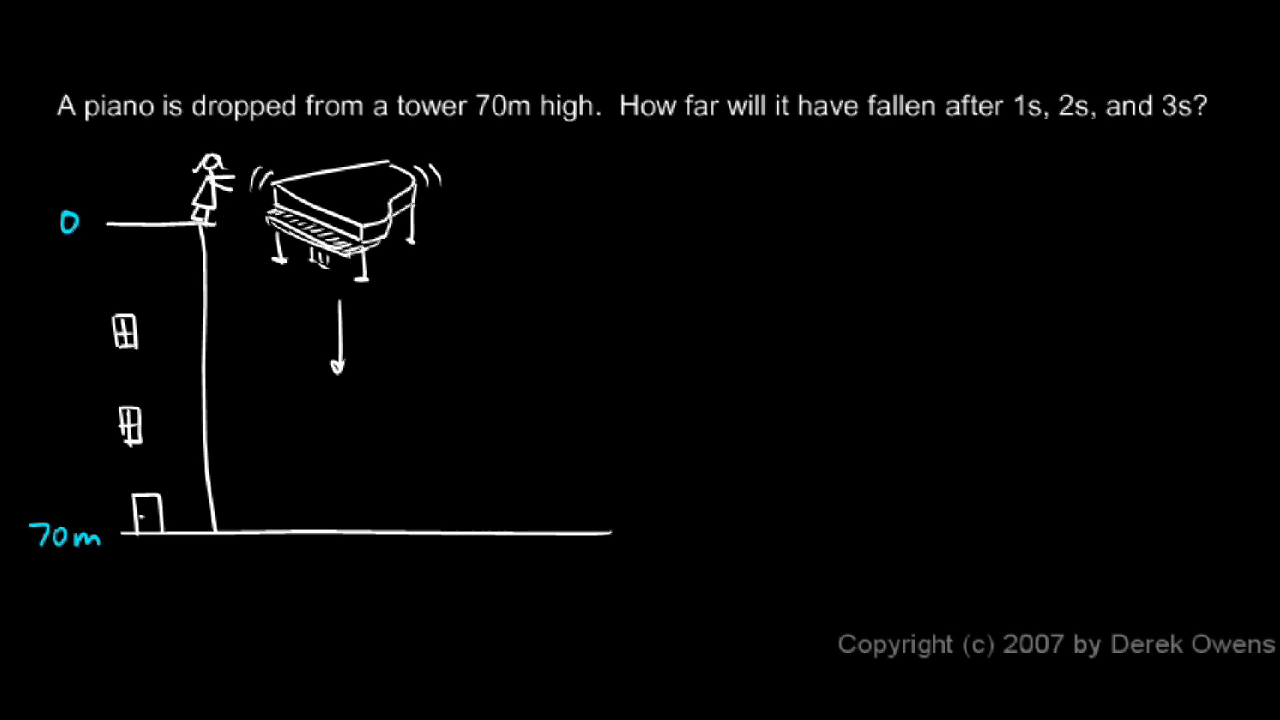 A piano is dropped from a tower 70m high. How far will it have fallen after 1s, 2s, and 3s?
0
70m
Copyright (c) 2007 by Derek Owens